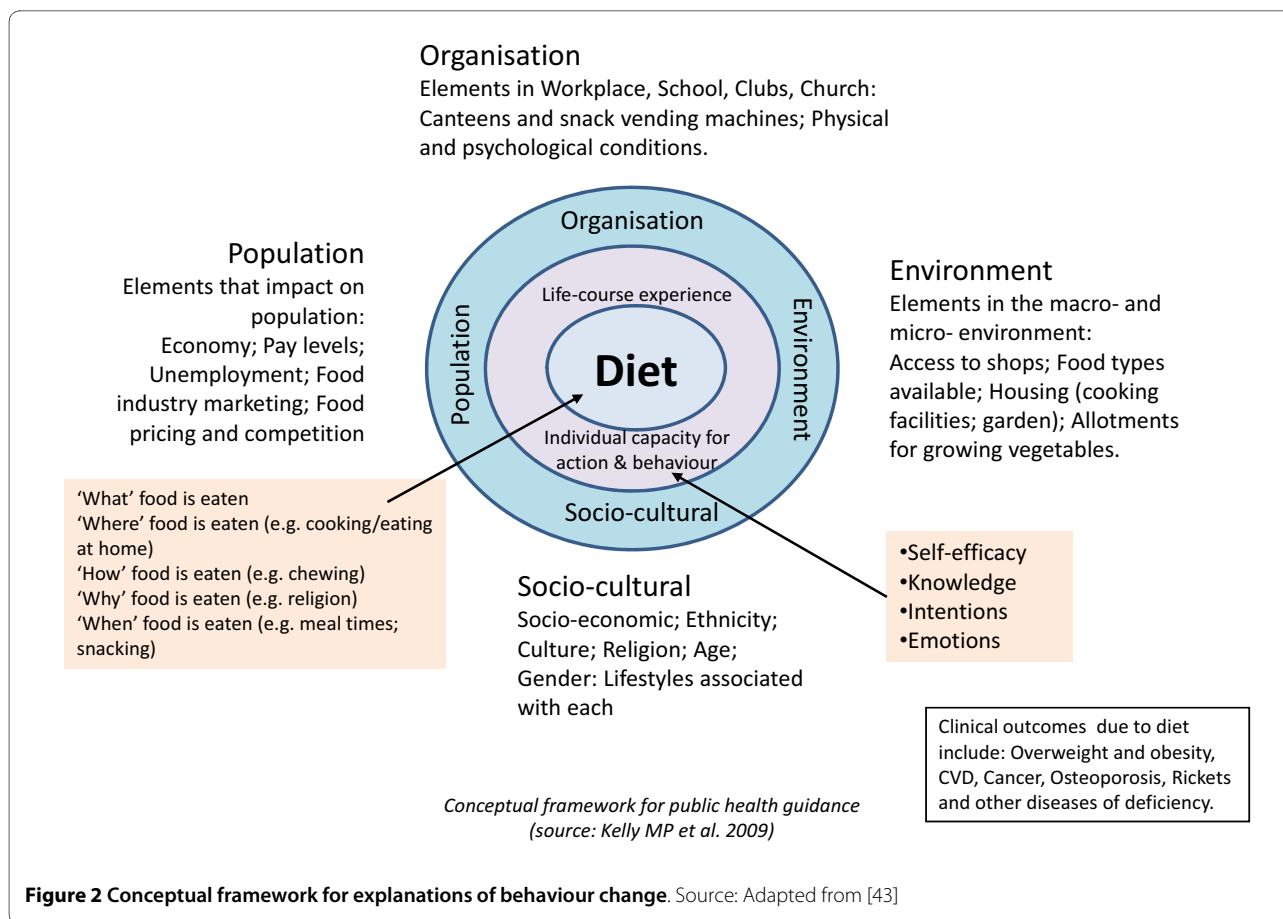 Organisation
Elements in Workplace, School, Clubs, Church:
Canteens and snack vending machines; Physical
and psychological conditions.
Population
Elements that impact on
population:
Economy; Pay levels;
Unemployment; Food
industry marketing; Food
pricing and competition
Organisation
Population
Environment
Socio-cultural
Life-course experience
Diet
Individual capacity for
action & behaviour
Environment
Elements in the macro- and
micro- environment:
Access to shops; Food types
available; Housing (cooking
facilities; garden); Allotments
for growing vegetables.
‘What’ food is eaten
‘Where’ food is eaten (e.g. cooking/eating
at home)
‘How’ food is eaten (e.g. chewing)
‘Why’ food is eaten (e.g. religion)
‘When’ food is eaten (e.g. meal times;
snacking)
Socio-cultural
Socio-economic; Ethnicity;
Culture; Religion; Age;
Gender: Lifestyles associated
with each
•Self-efficacy
•Knowledge
•Intentions
•Emotions
Clinical outcomes due to diet
include: Overweight and obesity,
CVD, Cancer, Osteoporosis, Rickets
and other diseases of deficiency.
Conceptual framework for public health guidance
(source: Kelly MP et al. 2009)
Figure 2 Conceptual framework for explanations of behaviour change. Source: Adapted from [43]